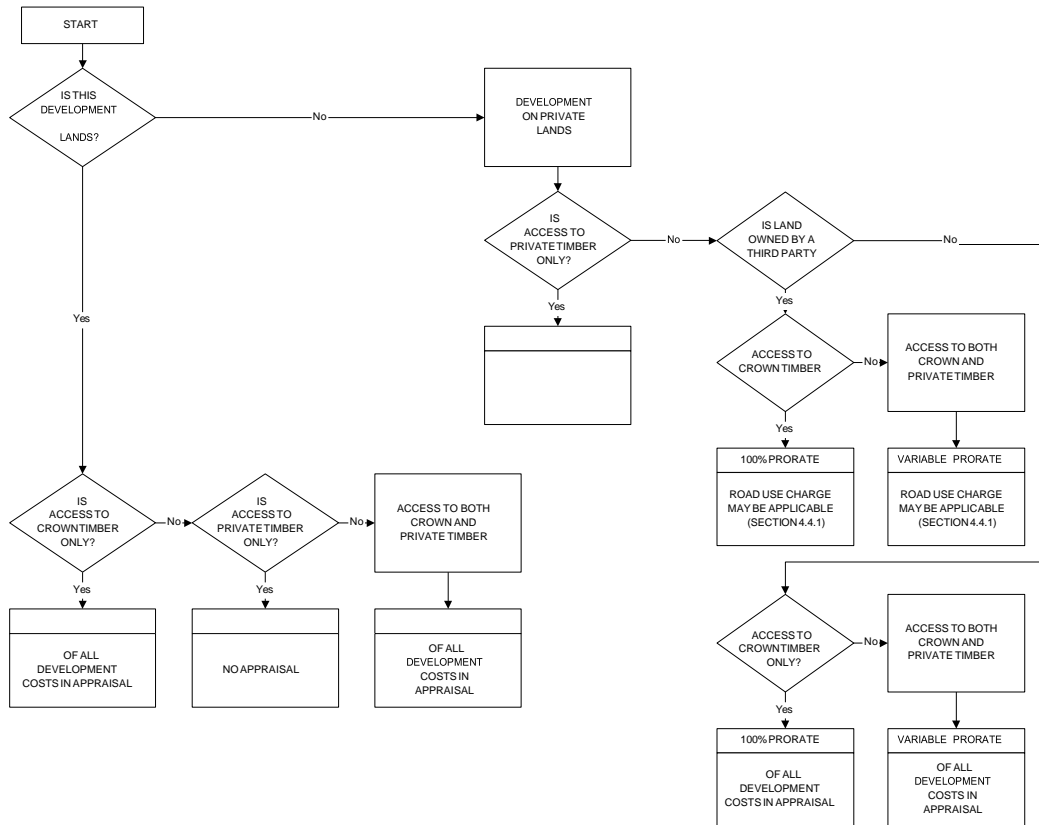 START
IS THIS
DEVELOPMENT
LANDS?
No
DEVELOPMENT
ON PRIVATE
LANDS
IS
ACCESS TO
PRIVATE TIMBER
ONLY?
No
IS LAND
OWNED BY A
THIRD PARTY
No
Yes
Yes
Yes
ACCESS TO
CROWN TIMBER
No
ACCESS TO BOTH
CROWN AND
PRIVATE TIMBER
Yes
100% PRORATE
ROAD USE CHARGE
MAY BE APPLICABLE
(SECTION 4.4.1)
VARIABLE PRORATE
ROAD USE CHARGE
MAY BE APPLICABLE
(SECTION 4.4.1)
IS
ACCESS TO
CROWN TIMBER
ONLY?
No
IS
ACCESS TO
PRIVATE TIMBER
ONLY?
No
ACCESS TO BOTH
CROWN AND
PRIVATE TIMBER
Yes
Yes
OF ALL
DEVELOPMENT
COSTS IN APPRAISAL
NO APPRAISAL
OF ALL
DEVELOPMENT
COSTS IN
APPRAISAL
ACCESS TO
CROWN TIMBER
ONLY?
No
ACCESS TO BOTH
CROWN AND
PRIVATE TIMBER
Yes
100% PRORATE
OF ALL
DEVELOPMENT
COSTS IN APPRAISAL
VARIABLE PRORATE
OF ALL
DEVELOPMENT
COSTS IN
APPRAISAL